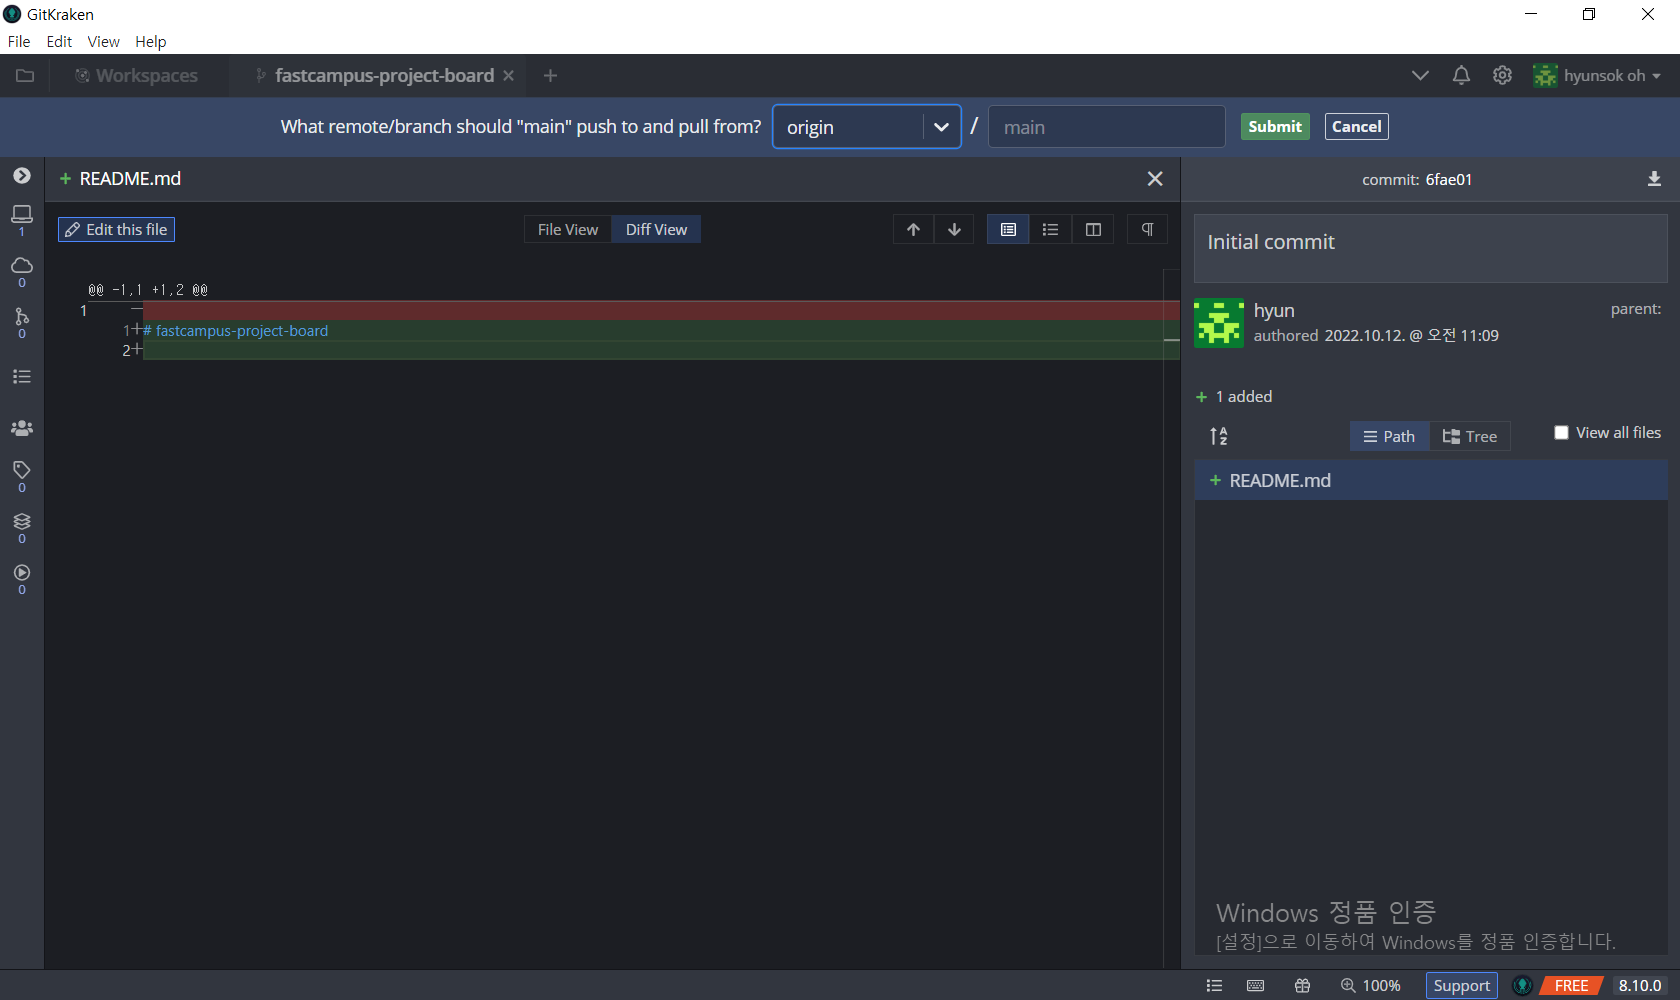 GitKraken
File Edit View Help
Workspaces fastcampus-project-board hyunsok oh
What remote/branch should "main" push to and pull from? origin / main Submit Cancel
+ README.md
commit: 6fae01
Edit this file File View Diff View
Initial commit
@@ -1,1 +1,2 @@
1 —
1+# fastcampus-project-board
2+
hyun
parent:
authored 2022.10.12. @ 오전 11:09
+ 1 added
Path Tree View all files
+ README.md
1
0
0
0
0
0
Windows 정품 인증
[설정]으로 이동하여 Windows를 정품 인증합니다.
100% Support FREE 8.10.0